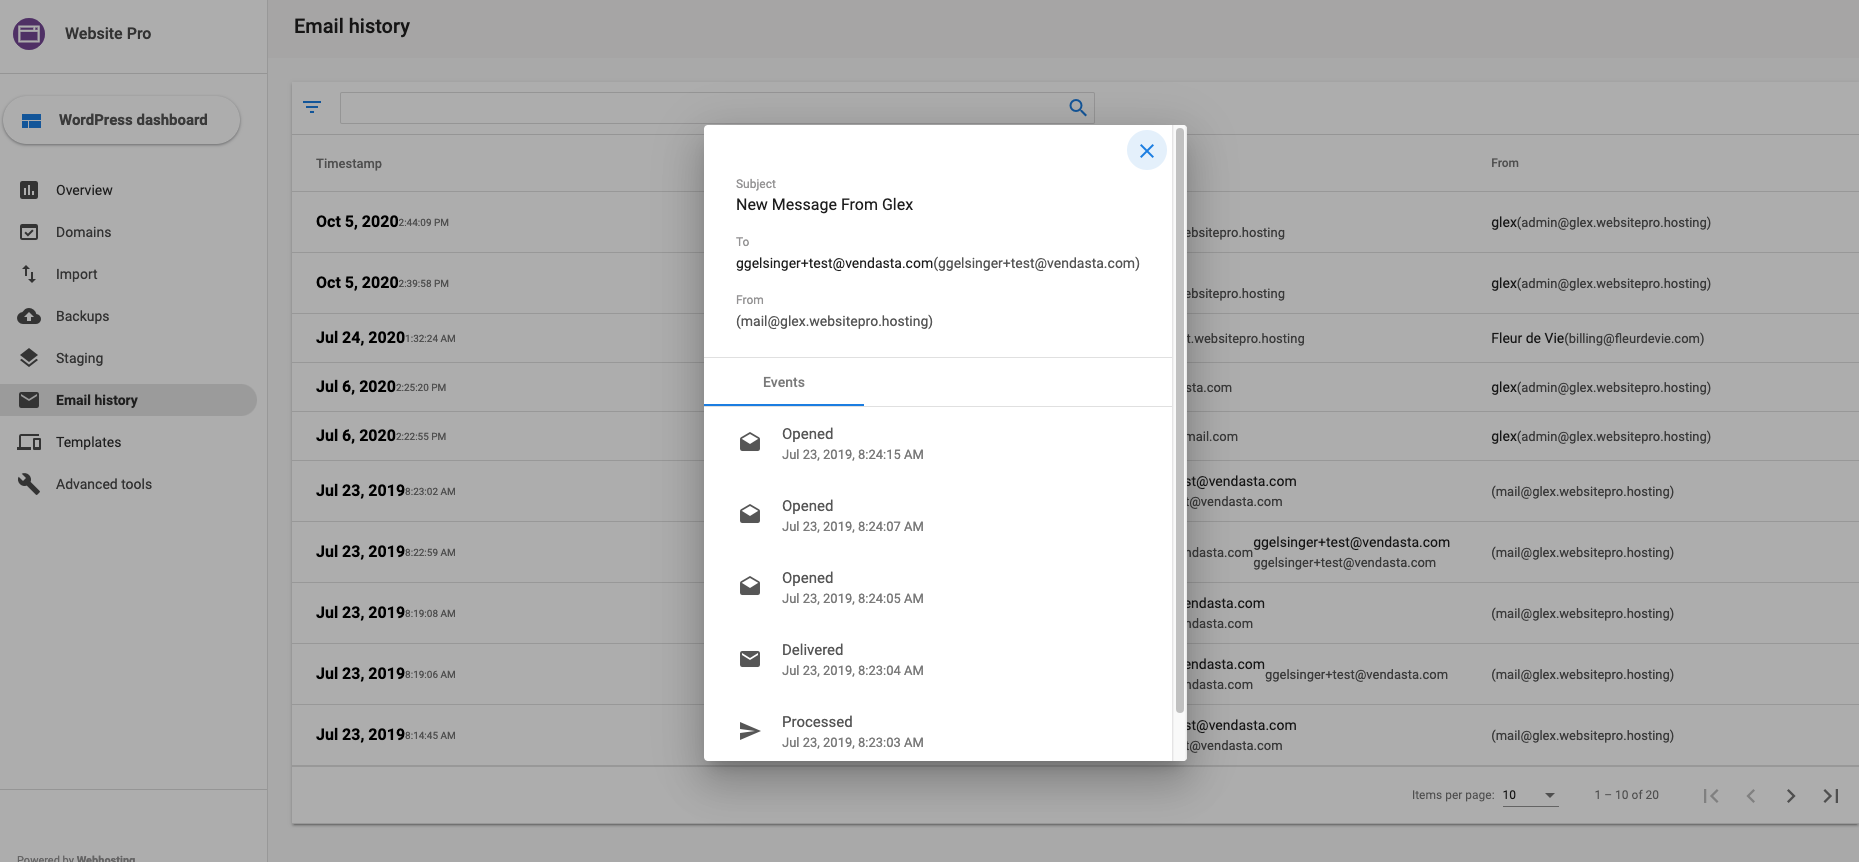 Website Pro
WordPress dashboard
Overview
Domains
Import
Backups
Staging
Email history
Templates
Advanced tools
Powered by Webhosting
Email history
Timestamp
From
Oct 5, 2020 2:44:09 PM
ebsitepro.hosting
glex(admin@glex.websitepro.hosting)
Oct 5, 2020 2:39:58 PM
ebsitepro.hosting
glex(admin@glex.websitepro.hosting)
Jul 24, 2020 1:32:24 AM
t.websitepro.hosting
Fleur de Vie(billing@fleurdevie.com)
Jul 6, 2020 2:25:20 PM
sta.com
glex(admin@glex.websitepro.hosting)
Jul 6, 2020 2:22:55 PM
mail.com
glex(admin@glex.websitepro.hosting)
Jul 23, 2019 8:23:02 AM
st@vendasta.com
t@vendasta.com
(mail@glex.websitepro.hosting)
Jul 23, 2019 8:22:59 AM
ndasta.com
ggelsinger+test@vendasta.com
ggelsinger+test@vendasta.com
(mail@glex.websitepro.hosting)
Jul 23, 2019 8:19:08 AM
endasta.com
ndasta.com
(mail@glex.websitepro.hosting)
Jul 23, 2019 8:19:06 AM
endasta.com
ndasta.com
ggelsinger+test@vendasta.com
(mail@glex.websitepro.hosting)
Jul 23, 2019 8:14:45 AM
st@vendasta.com
t@vendasta.com
(mail@glex.websitepro.hosting)
Items per page: 10
1 – 10 of 20
Subject
New Message From Glex
To
ggelsinger+test@vendasta.com(ggelsinger+test@vendasta.com)
From
(mail@glex.websitepro.hosting)
Events
Opened
Jul 23, 2019, 8:24:15 AM
Opened
Jul 23, 2019, 8:24:07 AM
Opened
Jul 23, 2019, 8:24:05 AM
Delivered
Jul 23, 2019, 8:23:04 AM
Processed
Jul 23, 2019, 8:23:03 AM